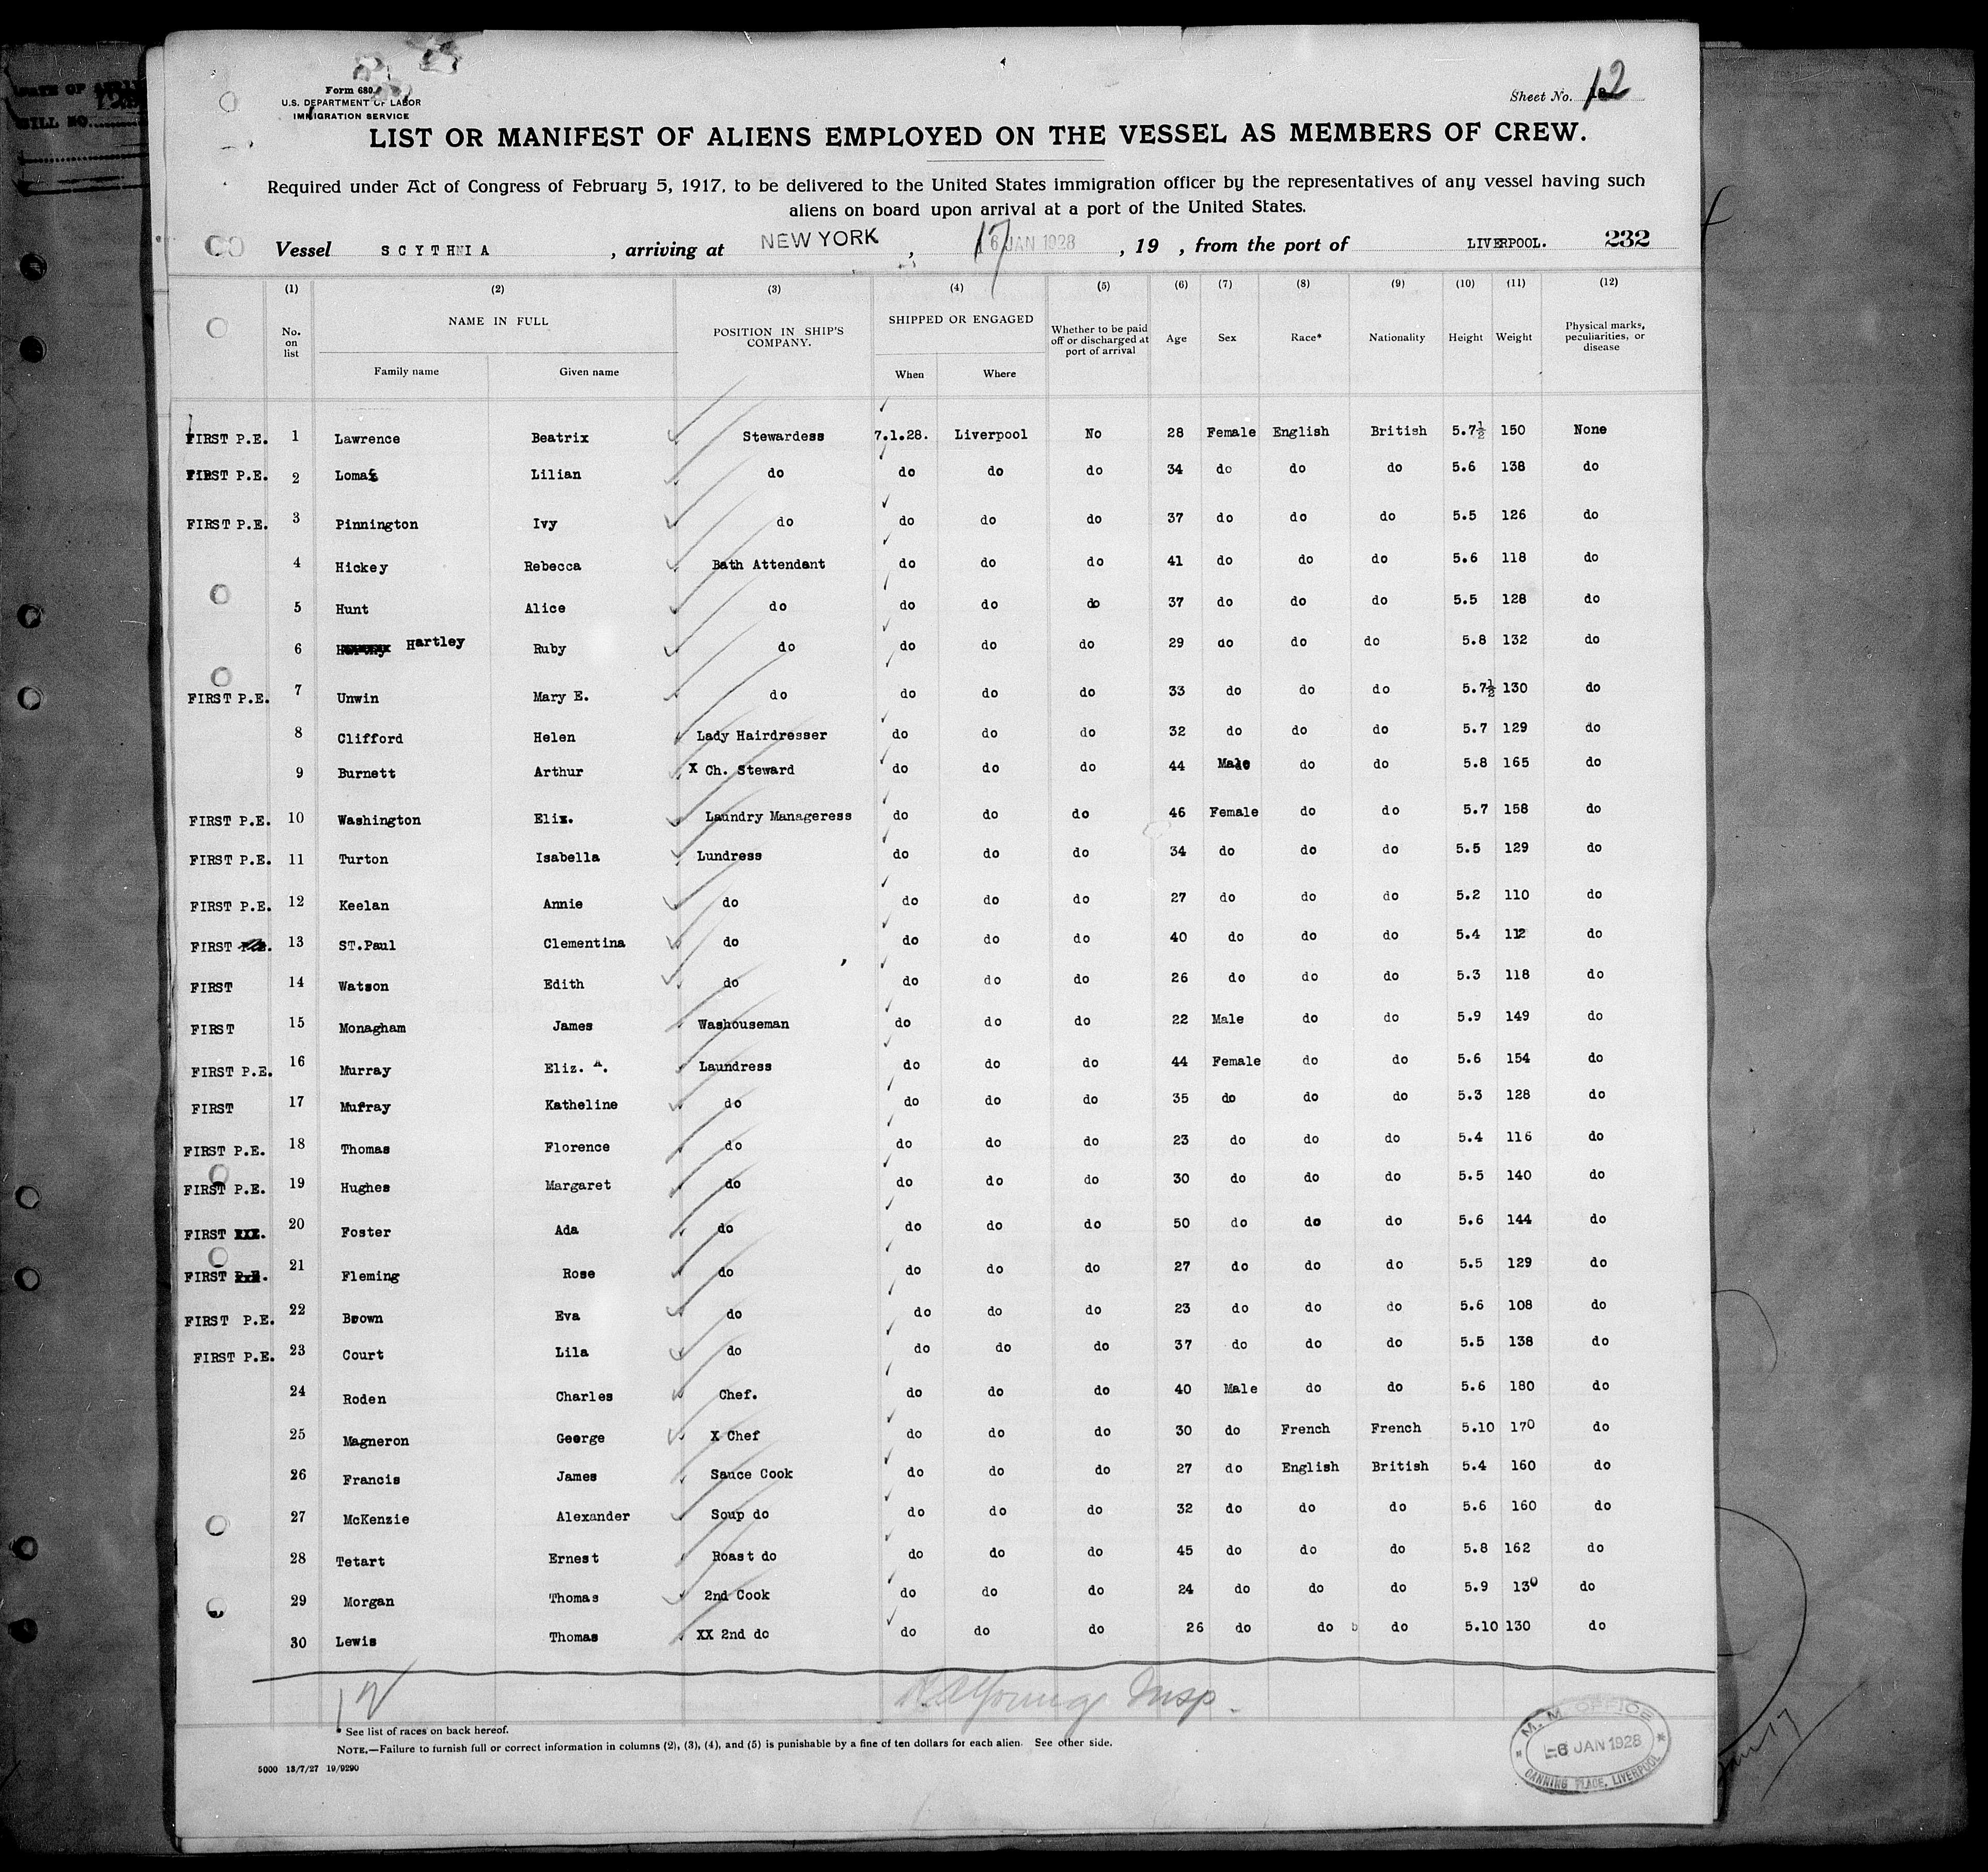 Form 680
U.S. DEPARTMENT OF LABOR
IMMIGRATION SERVICE
Sheet No. 12
LIST OR MANIFEST OF ALIENS EMPLOYED ON THE VESSEL AS MEMBERS OF CREW.
Required under Act of Congress of February 5, 1917, to be delivered to the United States immigration officer by the representatives of any vessel having such
aliens on board upon arrival at a port of the United States.
Vessel SCYTHIA , arriving at NEW YORK , 17 JAN 1928 , 19 , from the port of LIVERPOOL. 232
(1) (2) (3) (4) (5) (6) (7) (8) (9) (10) (11) (12)
No. on list NAME IN FULL Family name Given name POSITION IN SHIP'S COMPANY. SHIPPED OR ENGAGED When Where Whether to be paid off or discharged at port of arrival Age Sex Race* Nationality Height Weight Physical marks, peculiarities, or disease
FIRST P.E. 1 Lawrence Beatrix Stewardess 7.1.28. Liverpool No 28 Female English British 5.7½ 150 None
FIRST P.E. 2 Lomax Lilian do do do do 34 do do do 5.6 138 do
FIRST P.E. 3 Pinnington Ivy do do do do 37 do do do 5.5 126 do
4 Hickey Rebecca Bath Attendant do do do 41 do do do 5.6 118 do
5 Hunt Alice do do do do 37 do do do 5.5 128 do
6 Hartley Ruby do do do do 29 do do do 5.8 132 do
FIRST P.E. 7 Unwin Mary E. do do do do 33 do do do 5.7½ 130 do
8 Clifford Helen Lady Hairdresser do do do 32 do do do 5.7 129 do
9 Burnett Arthur X Ch. Steward do do do 44 Male do do 5.8 165 do
FIRST P.E. 10 Washington Eliz. Laundry Manageress do do do 46 Female do do 5.7 158 do
FIRST P.E. 11 Turton Isabella Lundress do do do 34 do do do 5.5 129 do
FIRST P.E. 12 Keelan Annie do do do do 27 do do do 5.2 110 do
FIRST 13 ST.Paul Clementina do do do do 40 do do do 5.4 112 do
FIRST 14 Watson Edith do do do do 26 do do do 5.3 118 do
FIRST 15 Monagham James Washouseman do do do 22 Male do do 5.9 149 do
FIRST P.E. 16 Murray Eliz. A. Laundress do do do 44 Female do do 5.6 154 do
FIRST 17 Murray Katheline do do do do 35 do do do 5.3 128 do
FIRST P.E. 18 Thomas Florence do do do do 23 do do do 5.4 116 do
FIRST P.E. 19 Hughes Margaret do do do do 30 do do do 5.5 140 do
FIRST 20 Foster Ada do do do do 50 do do do 5.6 144 do
FIRST 21 Fleming Rose do do do do 27 do do do 5.5 129 do
FIRST P.E. 22 Brown Eva do do do do 23 do do do 5.6 108 do
FIRST P.E. 23 Court Lila do do do do 37 do do do 5.5 138 do
24 Roden Charles Chef. do do do 40 Male do do 5.6 180 do
25 Magneron George X Chef do do do 30 do French French 5.10 170 do
26 Francis James Sauce Cook do do do 27 do English British 5.4 160 do
27 McKenzie Alexander Soup do do do do 32 do do do 5.6 160 do
28 Tetart Ernest Roast do do do do 45 do do do 5.8 162 do
29 Morgan Thomas 2nd Cook do do do 24 do do do 5.9 130 do
30 Lewis Thomas XX 2nd do do do do 26 do do do 5.10 130 do
Young Insp.
* See list of races on back hereof.
NOTE.—Failure to furnish full or correct information in columns (2), (3), (4), and (5) is punishable by a fine of ten dollars for each alien. See other side.
5000 13/7/27 19/9290
M. M. OFFICE
-6 JAN 1928
CANNING PLACE, LIVERPOOL